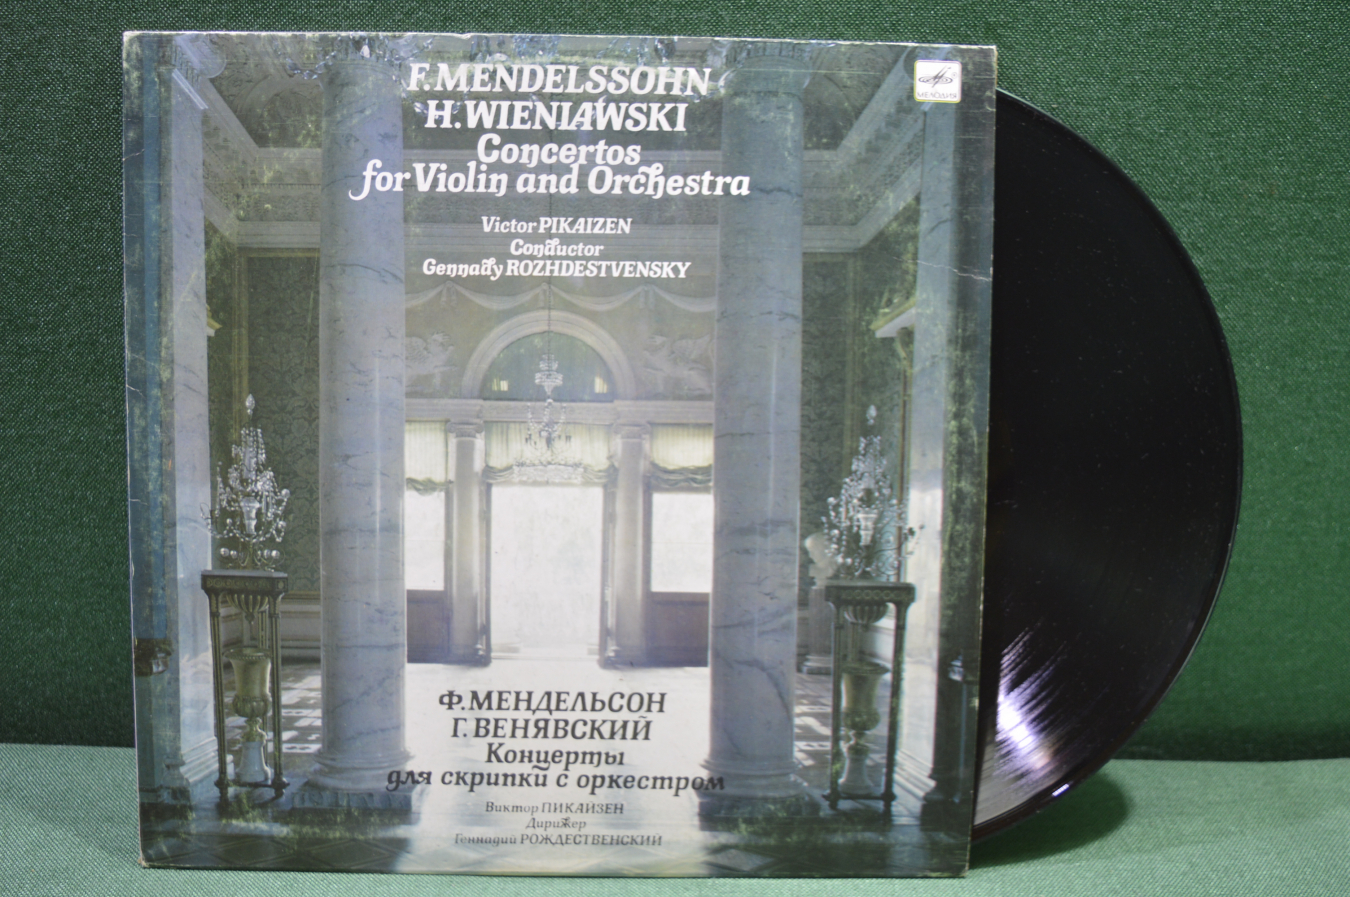 F.MENDELSSOHN
H.WIENIAWSKI
Concertos
for Violin and Orchestra
Victor PIKAIZEN
Conductor
Gennady ROZHDESTVENSKY
МЕЛОДИЯ
Ф.МЕНДЕЛЬСОН
Г.ВЕНЯВСКИЙ
Концерты
для скрипки с оркестром
Виктор ПИКАЙЗЕН
Дирижер
Геннадий РОЖДЕСТВЕНСКИЙ